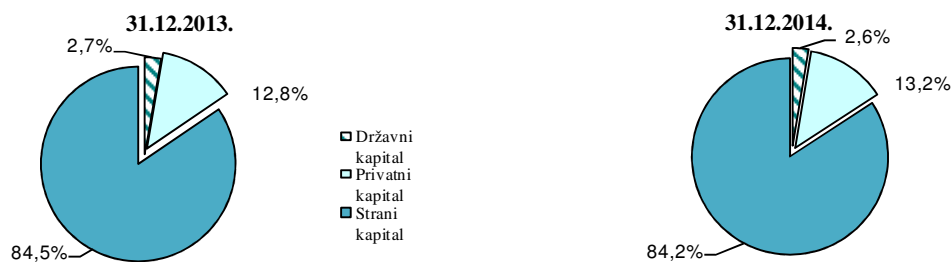 31.12.2013.
2,7%
12,8%
84,5%
Državni
kapital
Privatni
kapital
Strani
kapital
31.12.2014.
2,6%
13,2%
84,2%